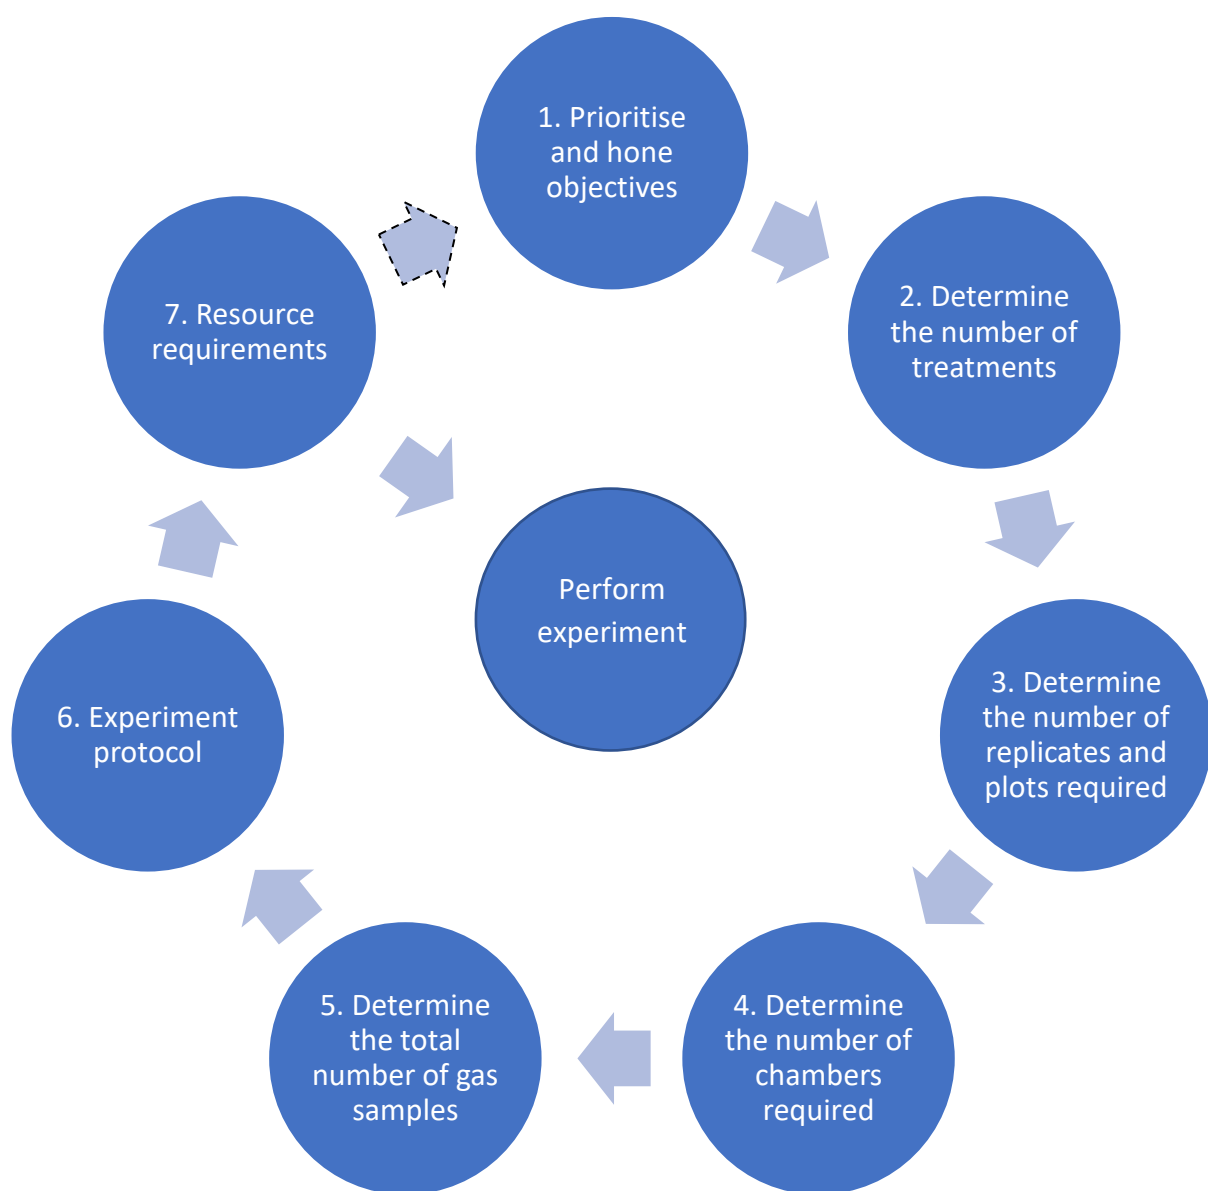 1. Prioritise
and hone
objectives
2. Determine
the number of
treatments
3. Determine
the number of
replicates and
plots required
4. Determine
the number of
chambers
required
5. Determine
the total
number of gas
samples
6. Experiment
protocol
7. Resource
requirements
Perform
experiment